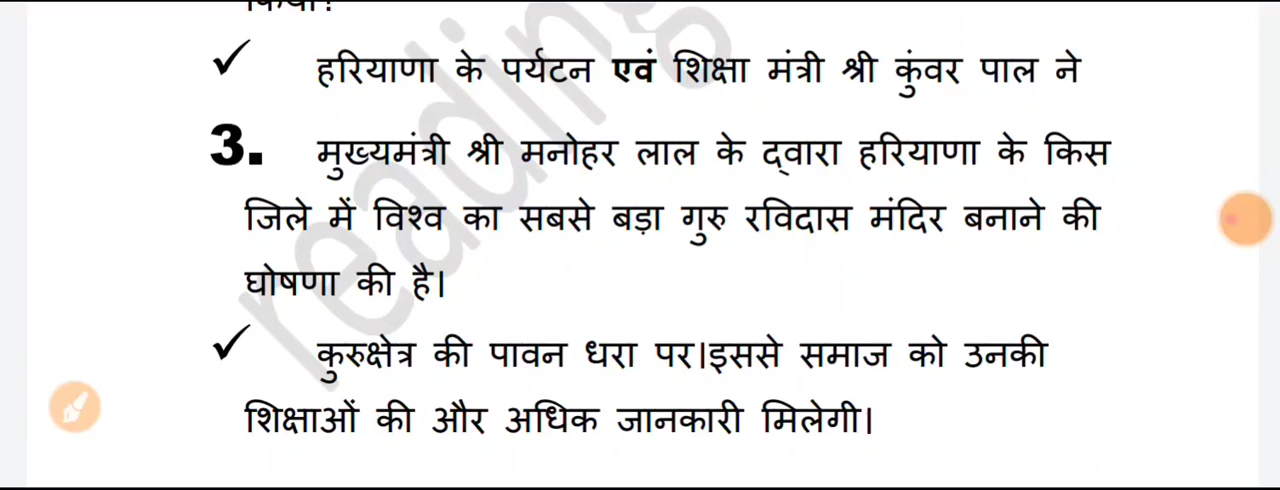 हरियाणा के पर्यटन एवं शिक्षा मंत्री श्री कुंवर पाल ने
3. मुख्यमंत्री श्री मनोहर लाल के द्वारा हरियाणा के किस
जिले में विश्व का सबसे बड़ा गुरु रविदास मंदिर बनाने की
घोषणा की है।
कुरुक्षेत्र की पावन धरा पर।इससे समाज को उनकी
शिक्षाओं की और अधिक जानकारी मिलेगी।
reading